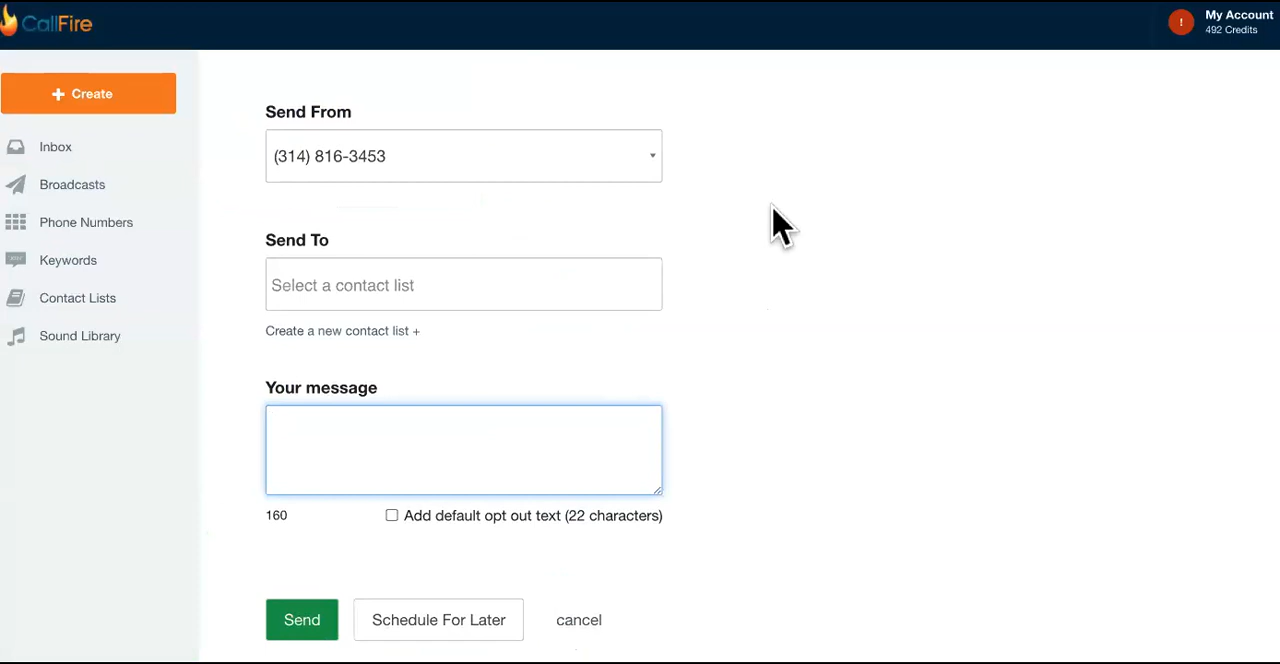 CallFire
! My Account
492 Credits
+ Create
Inbox
Broadcasts
Phone Numbers
Keywords
Contact Lists
Sound Library
Send From
(314) 816-3453
Send To
Select a contact list
Create a new contact list +
Your message
160
Add default opt out text (22 characters)
Send
Schedule For Later
cancel